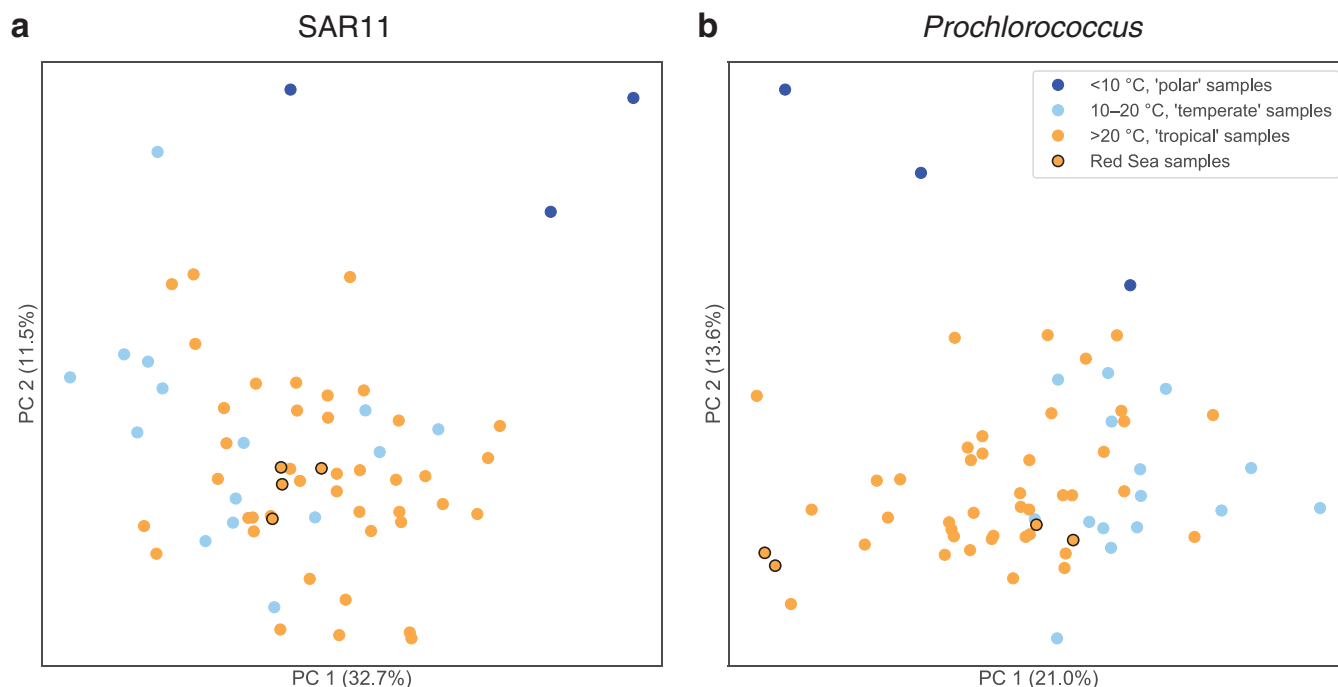 a
SAR11
PC 2 (11.5%)
PC 1 (32.7%)
b
Prochlorococcus
<10 °C, 'polar' samples
10–20 °C, 'temperate' samples
>20 °C, 'tropical' samples
Red Sea samples
PC 2 (13.6%)
PC 1 (21.0%)